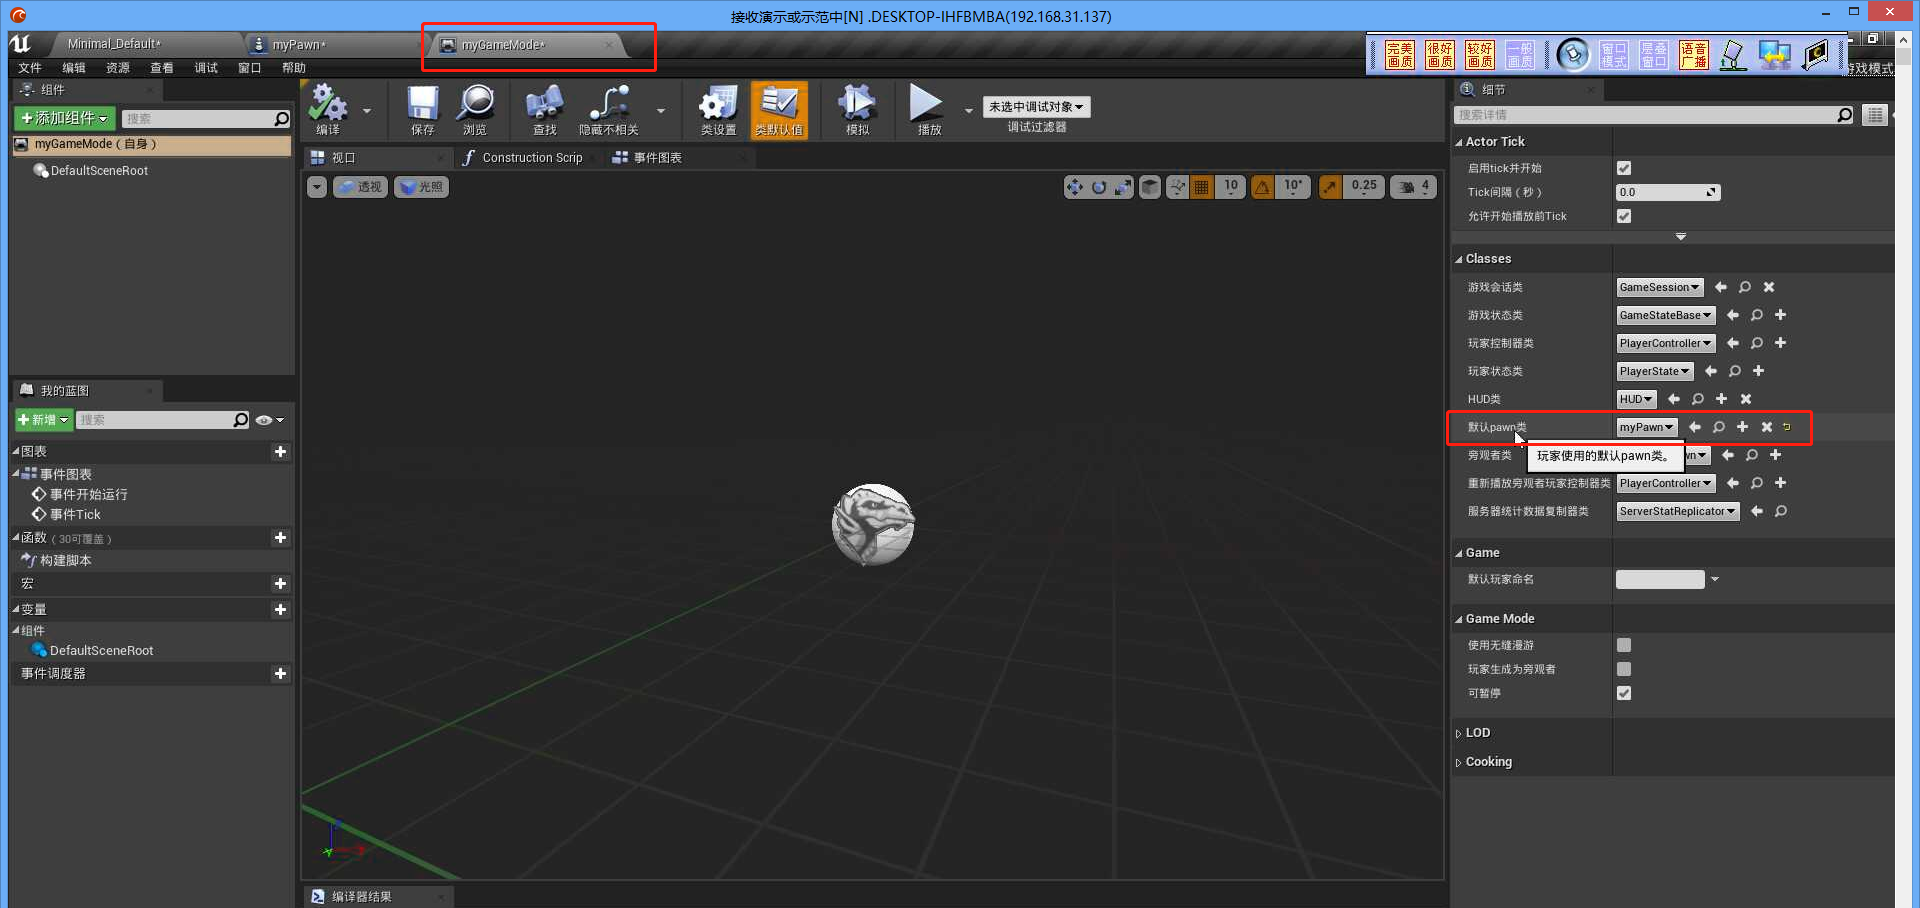 接收演示或示范中[N] .DESKTOP-IHFBMBA(192.168.31.137)
Minimal_Default*
myPawn*
myGameMode*
完美画质
很好画质
较好画质
一般画质
窗口模式
层叠窗口
语音广播
文件 编辑 资源 查看 调试 窗口 帮助
游戏模式
组件
+添加组件
搜索
myGameMode（自身）
DefaultSceneRoot
编译
保存
浏览
查找
隐藏不相关
类设置
类默认值
模拟
播放
未选中调试对象
调试过滤器
视口
Construction Scrip
事件图表
透视
光照
10
10°
0.25
4
我的蓝图
+新增
搜索
图表
事件图表
事件开始运行
事件Tick
函数（30可覆盖）
构建脚本
宏
变量
组件
DefaultSceneRoot
事件调度器
编译器结果
细节
搜索详情
Actor Tick
启用tick并开始
Tick间隔（秒） 0.0
允许开始播放前Tick
Classes
游戏会话类 GameSession
游戏状态类 GameStateBase
玩家控制器类 PlayerController
玩家状态类 PlayerState
HUD类 HUD
默认pawn类 myPawn
旁观者类
玩家使用的默认pawn类。
重新播放旁观者玩家控制器类 PlayerController
服务器统计数据复制器类 ServerStatReplicator
Game
默认玩家命名
Game Mode
使用无缝漫游
玩家生成为旁观者
可暂停
LOD
Cooking